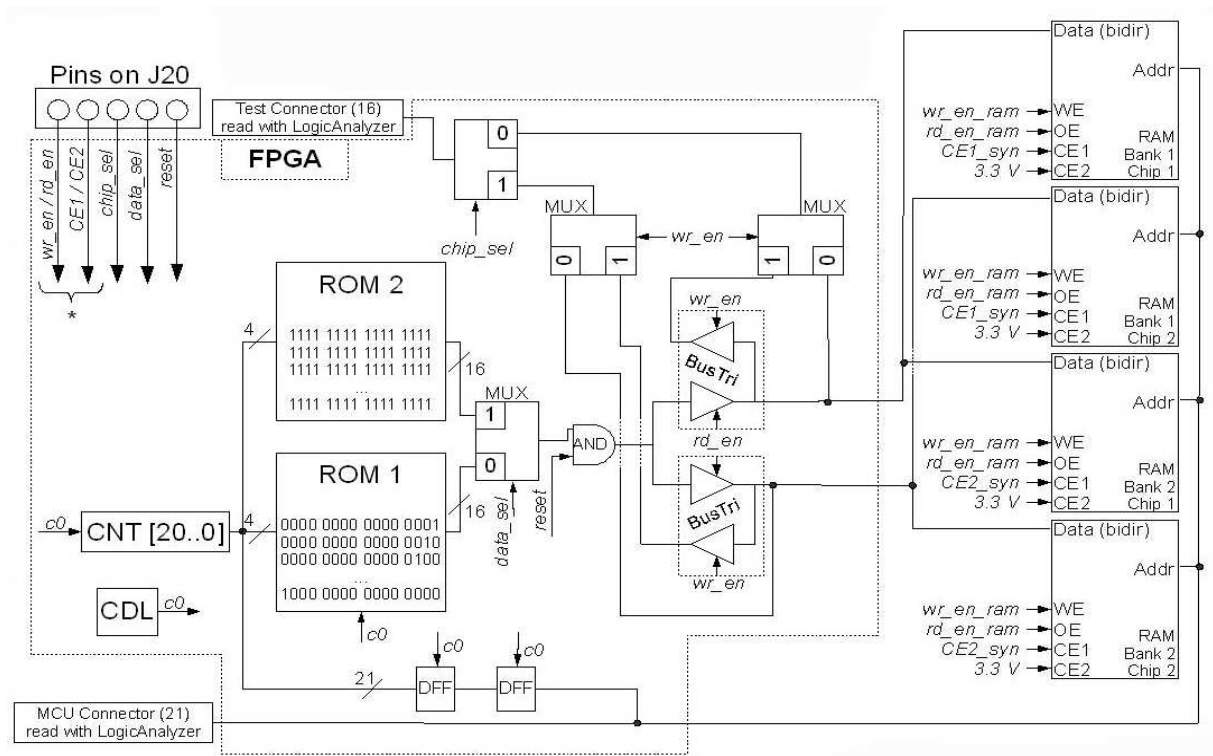 Pins on J20
wr_en / rd_en
CE1 / CE2
chip_sel
data_sel
reset
*
Test Connector (16)
read with LogicAnalyzer
FPGA
0
1
chip_sel
MUX
0
1
wr_en
MUX
1
0
ROM 2
1111 1111 1111 1111
1111 1111 1111 1111
1111 1111 1111 1111
...
1111 1111 1111 1111
4
16
MUX
1
0
data_sel
AND
reset
wr_en
BusTri
rd_en
BusTri
wr_en
ROM 1
0000 0000 0000 0001
0000 0000 0000 0010
0000 0000 0000 0100
...
1000 0000 0000 0000
4
16
c0
c0
CNT [20..0]
CDL
c0
21
c0
DFF
c0
DFF
MCU Connector (21)
read with LogicAnalyzer
Data (bidir)
Addr
wr_en_ram WE
rd_en_ram OE
CE1_syn CE1
3.3 V CE2
RAM
Bank 1
Chip 1
Data (bidir)
Addr
wr_en_ram WE
rd_en_ram OE
CE1_syn CE1
3.3 V CE2
RAM
Bank 1
Chip 2
Data (bidir)
Addr
wr_en_ram WE
rd_en_ram OE
CE2_syn CE1
3.3 V CE2
RAM
Bank 2
Chip 1
Data (bidir)
Addr
wr_en_ram WE
rd_en_ram OE
CE2_syn CE1
3.3 V CE2
RAM
Bank 2
Chip 2